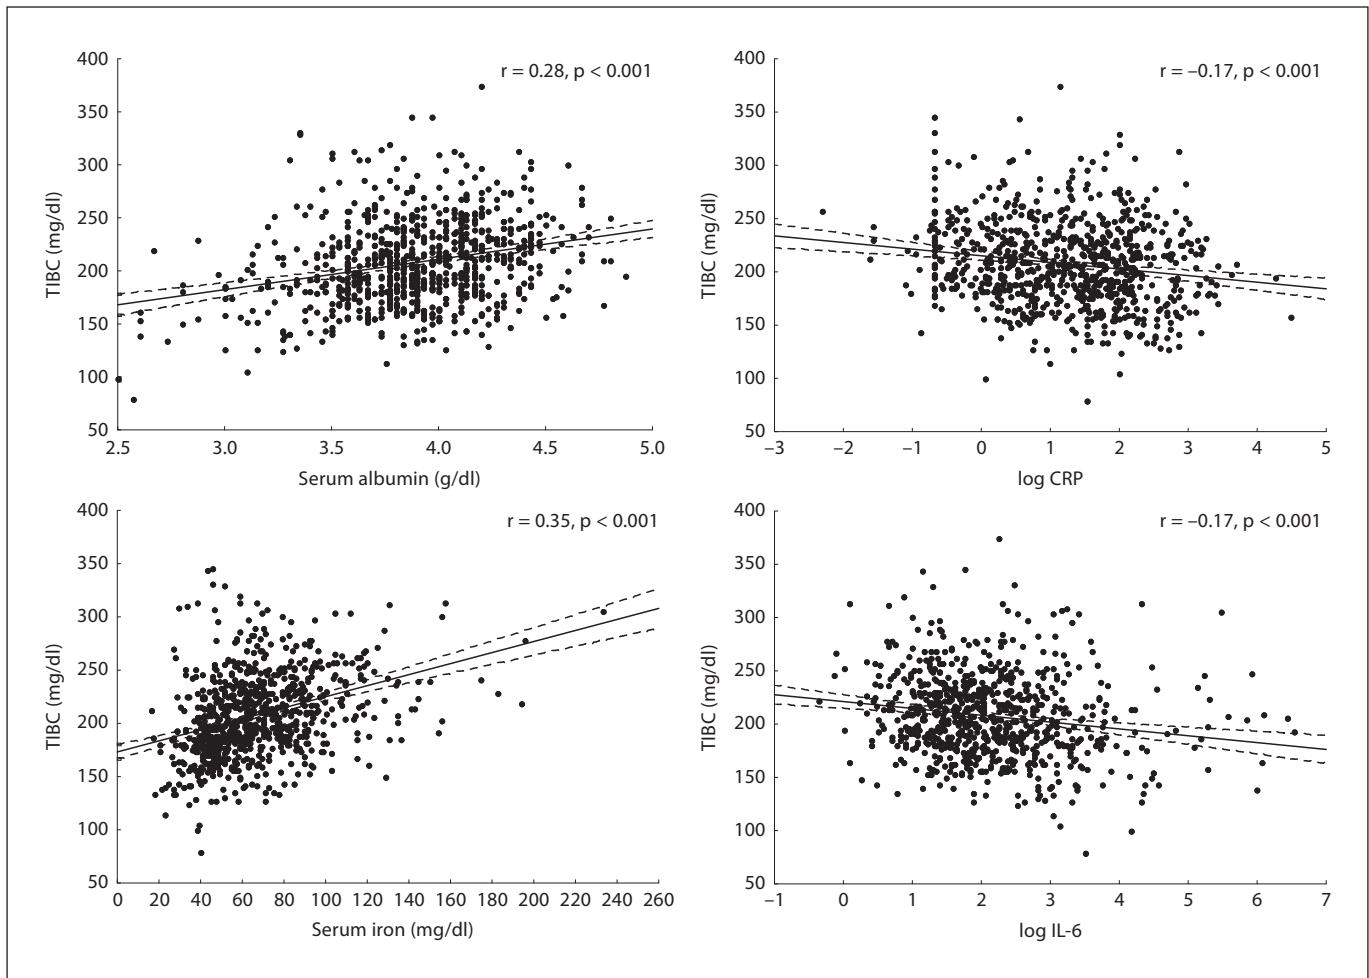 400
350
300
250
200
150
100
50
TIBC (mg/dl)
r = 0.28, p < 0.001
2.5 3.0 3.5 4.0 4.5 5.0
Serum albumin (g/dl)
400
350
300
250
200
150
100
50
TIBC (mg/dl)
r = –0.17, p < 0.001
–3 –2 –1 0 1 2 3 4 5
log CRP
400
350
300
250
200
150
100
50
TIBC (mg/dl)
r = 0.35, p < 0.001
0 20 40 60 80 100 120 140 160 180 200 220 240 260
Serum iron (mg/dl)
400
350
300
250
200
150
100
50
TIBC (mg/dl)
r = –0.17, p < 0.001
–1 0 1 2 3 4 5 6 7
log IL-6